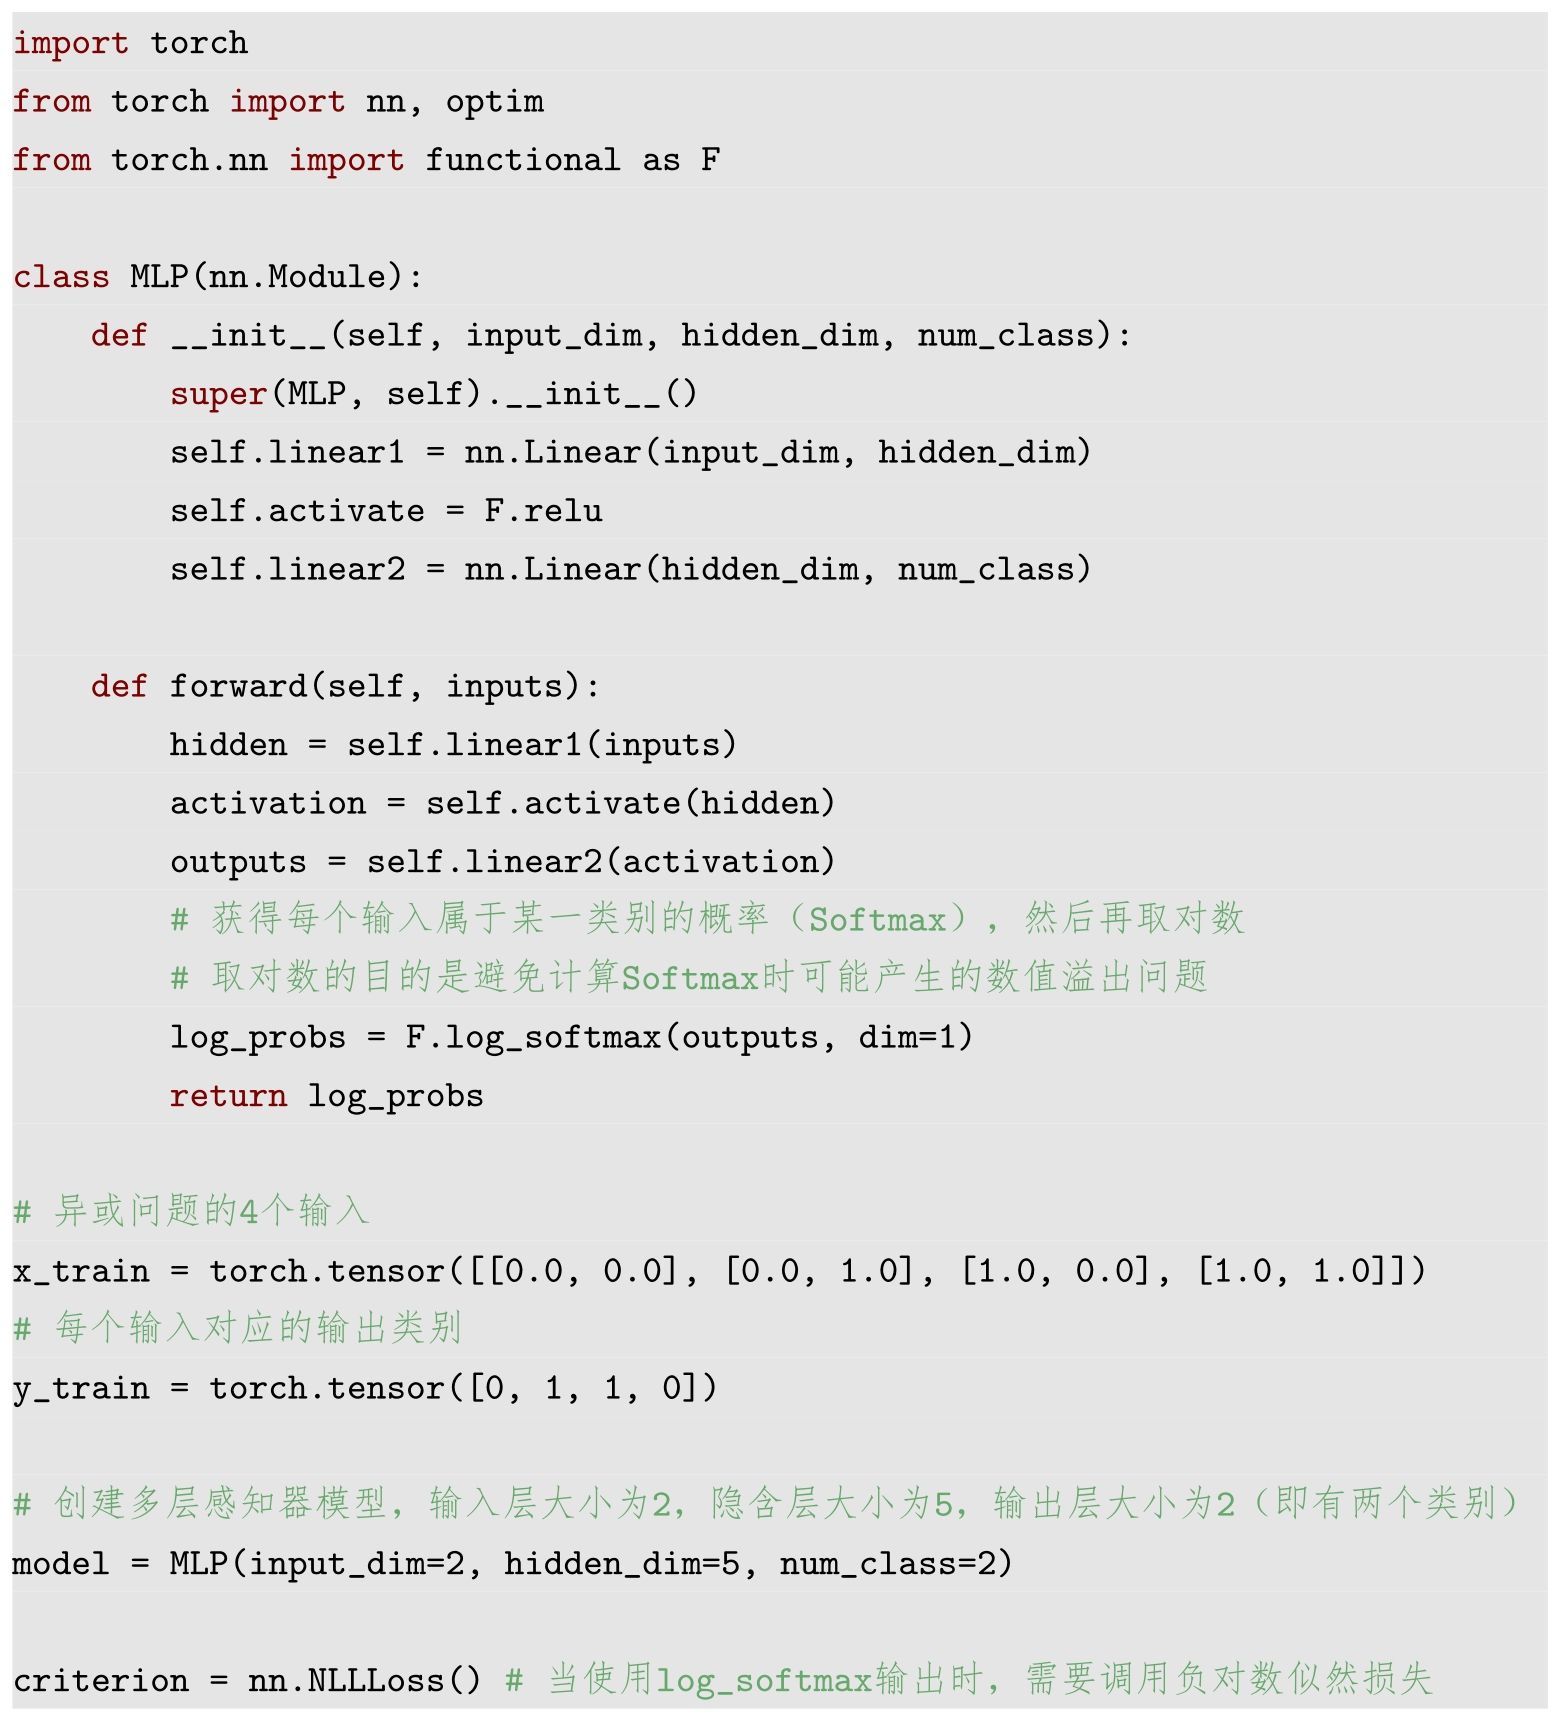 import torch
from torch import nn, optim
from torch.nn import functional as F
class MLP(nn.Module):
    def __init__(self, input_dim, hidden_dim, num_class):
        super(MLP, self).__init__()
        self.linear1 = nn.Linear(input_dim, hidden_dim)
        self.activate = F.relu
        self.linear2 = nn.Linear(hidden_dim, num_class)
    def forward(self, inputs):
        hidden = self.linear1(inputs)
        activation = self.activate(hidden)
        outputs = self.linear2(activation)
        # 获得每个输入属于某一类别的概率（Softmax），然后再取对数
        # 取对数的目的是避免计算Softmax时可能产生的数值溢出问题
        log_probs = F.log_softmax(outputs, dim=1)
        return log_probs
# 异或问题的4个输入
x_train = torch.tensor([[0.0, 0.0], [0.0, 1.0], [1.0, 0.0], [1.0, 1.0]])
# 每个输入对应的输出类别
y_train = torch.tensor([0, 1, 1, 0])
# 创建多层感知器模型，输入层大小为2，隐含层大小为5，输出层大小为2（即有两个类别）
model = MLP(input_dim=2, hidden_dim=5, num_class=2)
criterion = nn.NLLLoss() # 当使用log_softmax输出时，需要调用负对数似然损失